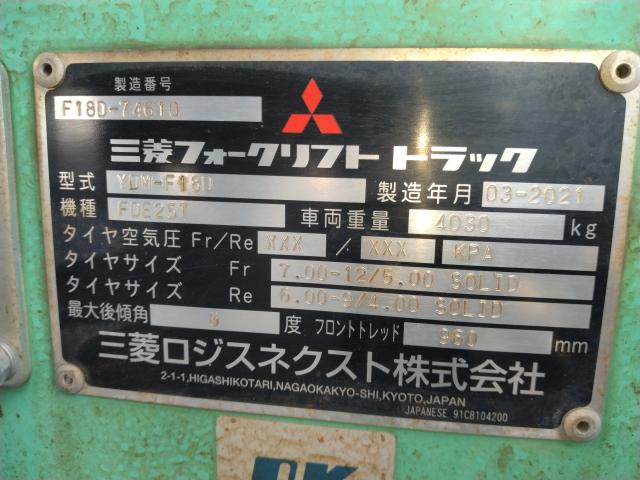 製造番号
F18D-74610
三菱フォークリフト トラック
型式 YDM-F18D 製造年月 03-2021
機種 FDE25T 車両重量 4030 kg
タイヤ空気圧 Fr/Re XXX / XXX KPA
タイヤサイズ Fr 7.00-12/5.00 SOLID
タイヤサイズ Re 6.00-9/4.00 SOLID
最大後傾角 度 フロントトレッド 960 mm
三菱ロジスネクスト株式会社
2-1-1,HIGASHIKOTARI,NAGAOKAKYO-SHI,KYOTO,JAPAN
JAPANESE 91C8104200